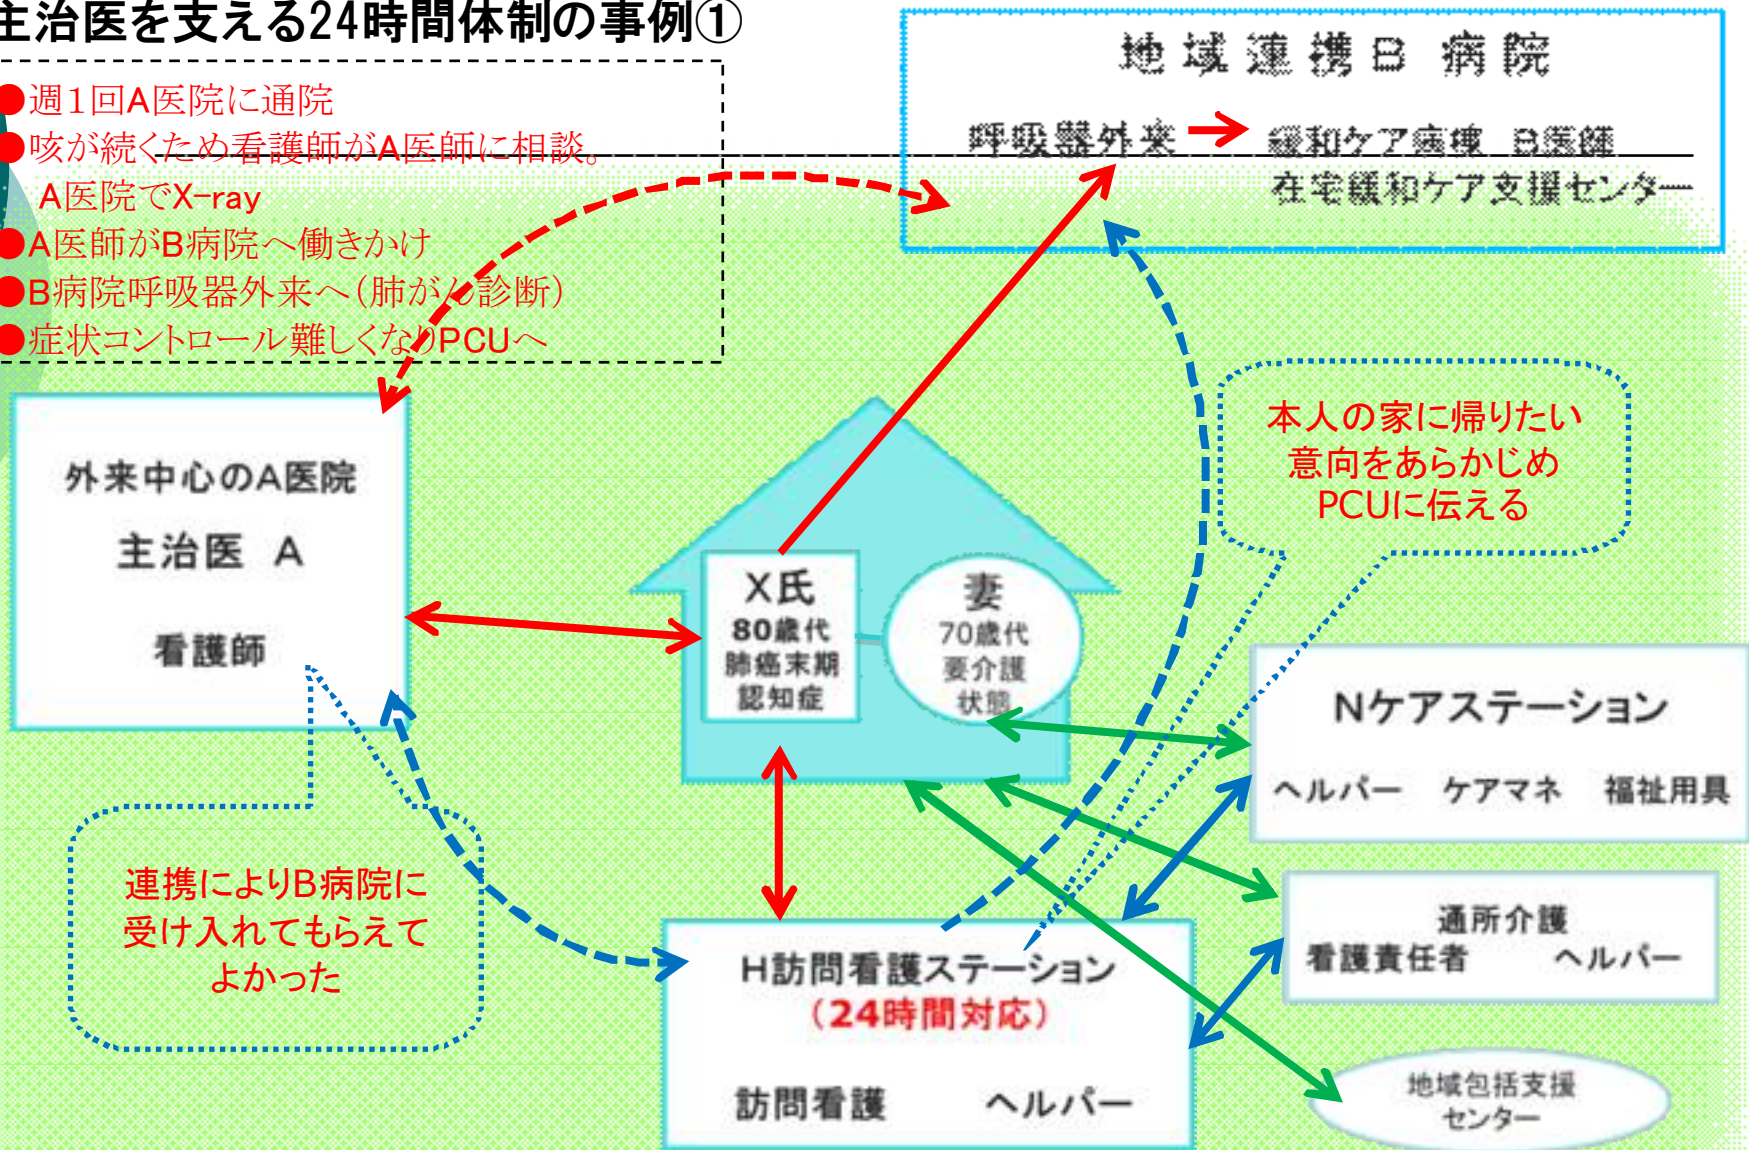 主治医を支える24時間体制の事例①
●週１回A医院に通院
●咳が続くため看護師がA医師に相談。
A医院でX-ray
●A医師がB病院へ働きかけ
●B病院呼吸器外来へ（肺がん診断）
●症状コントロール難しくなりPCUへ
地域連携B 病院
呼吸器外来 緩和ケア病棟 B医師
在宅緩和ケア支援センター
外来中心のA医院
主治医 A
看護師
X氏
80歳代
肺癌末期
認知症
妻
70歳代
要介護
状態
本人の家に帰りたい
意向をあらかじめ
PCUに伝える
Nケアステーション
ヘルパー ケアマネ 福祉用具
連携によりB病院に
受け入れてもらえて
よかった
H訪問看護ステーション
（24時間対応）
訪問看護 ヘルパー
通所介護
看護責任者 ヘルパー
地域包括支援
センター